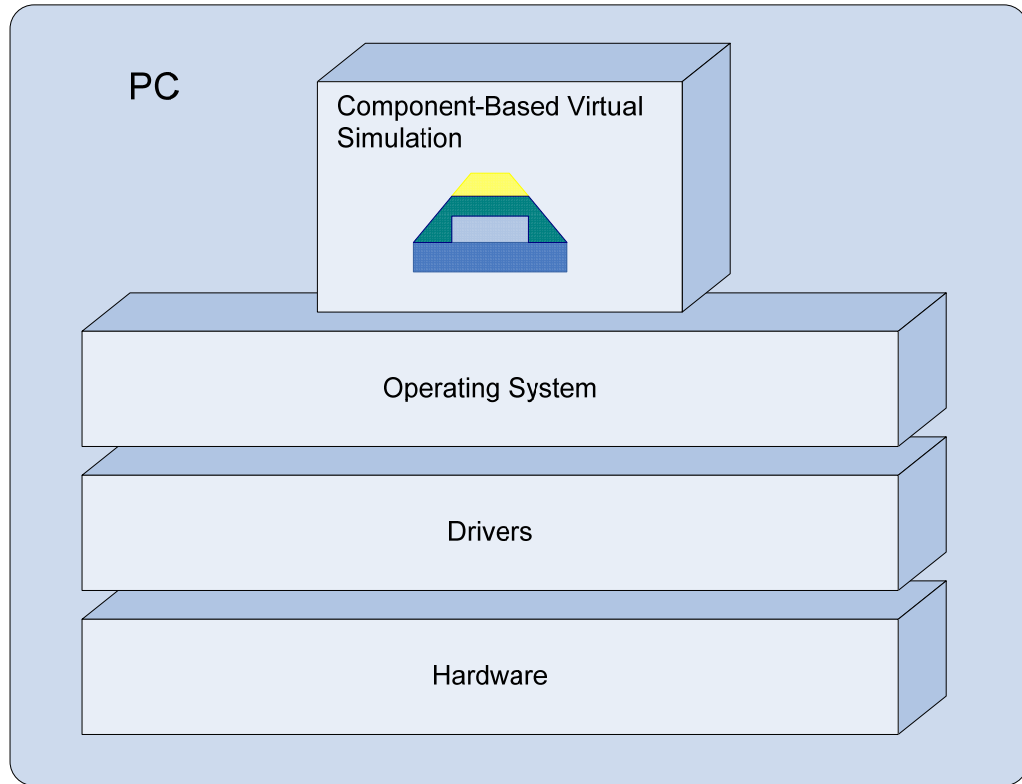 PC
Component-Based Virtual
Simulation
Operating System
Drivers
Hardware